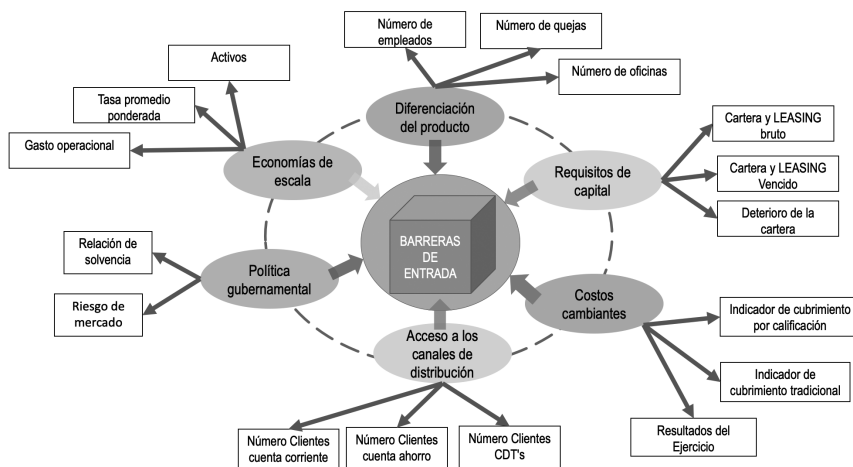 Número de
empleados
Número de quejas
Número de oficinas
Activos
Tasa promedio
ponderada
Gasto operacional
Diferenciación
del producto
Economías de
escala
Requisitos de
capital
Cartera y LEASING
bruto
Cartera y LEASING
Vencido
Deterioro de la
cartera
BARRERAS
DE
ENTRADA
Relación de
solvencia
Riesgo de
mercado
Política
gubernamental
Costos
cambiantes
Acceso a los
canales de
distribución
Indicador de cubrimiento
por calificación
Indicador de
cubrimiento tradicional
Resultados del
Ejercicio
Número Clientes
cuenta corriente
Número Clientes
cuenta ahorro
Número Clientes
CDT's